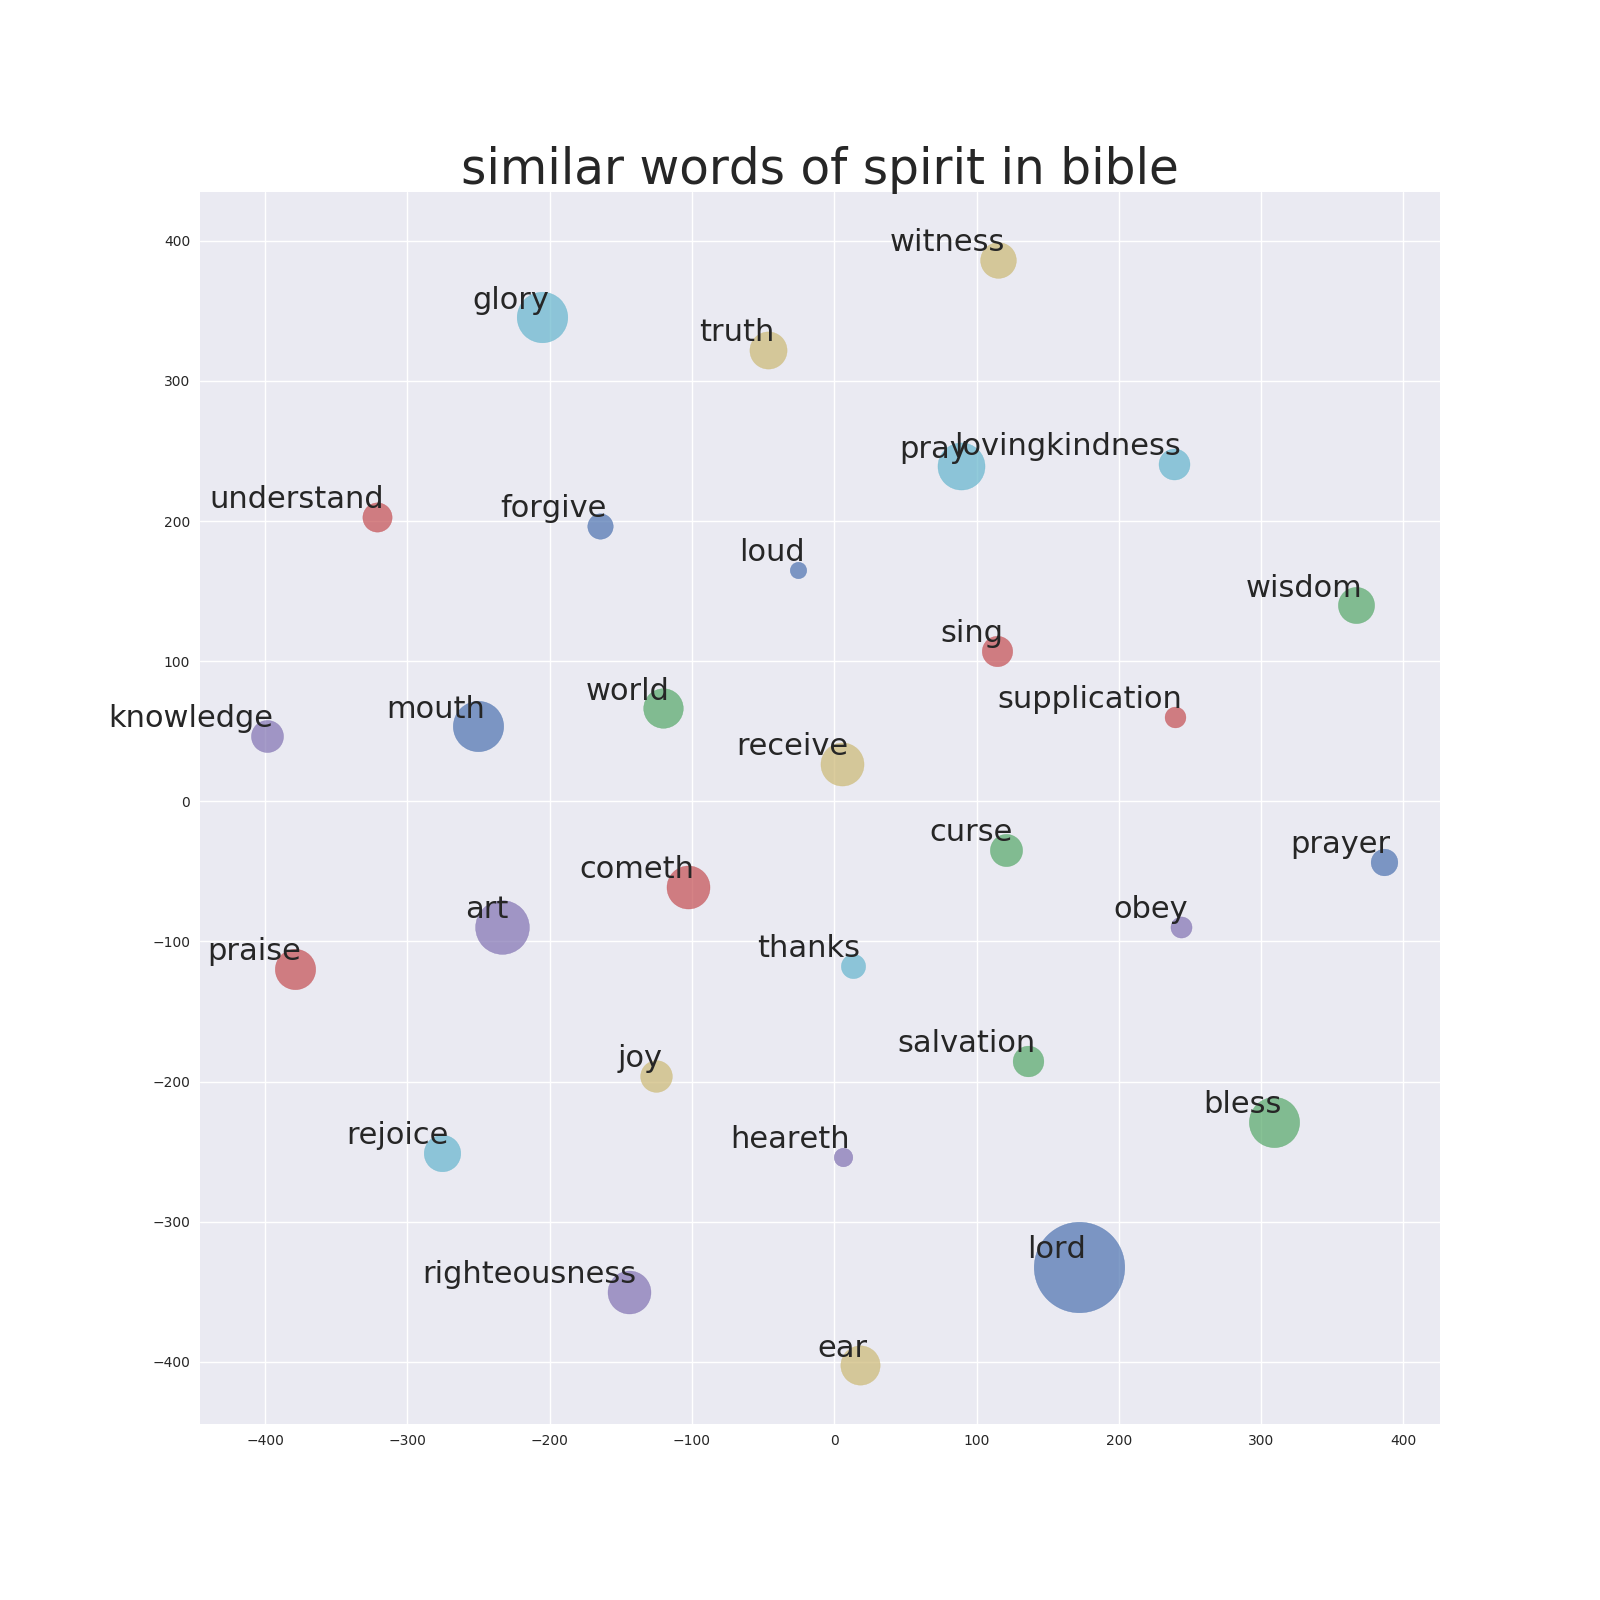 similar words of spirit in bible
witness
400
glory
truth
300
pray
lovingkindness
understand
forgive
200
loud
wisdom
sing
100
supplication
world
mouth
knowledge
receive
0
curse
prayer
cometh
art
obey
−100
thanks
praise
salvation
joy
−200
bless
rejoice
heareth
−300
lord
righteousness
ear
−400
−400 −300 −200 −100 0 100 200 300 400